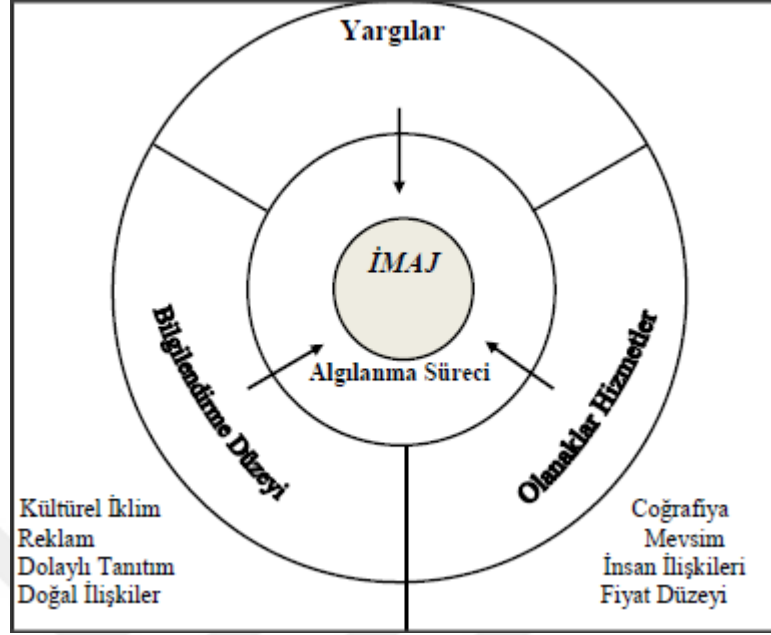 Yargılar
İMAJ
Algılanma Süreci
Bilgilendirme Düzeyi
Olanaklar Hizmetler
Kültürel İklim
Reklam
Dolaylı Tanıtım
Doğal İlişkiler
Coğrafiya
Mevsim
İnsan İlişkileri
Fiyat Düzeyi